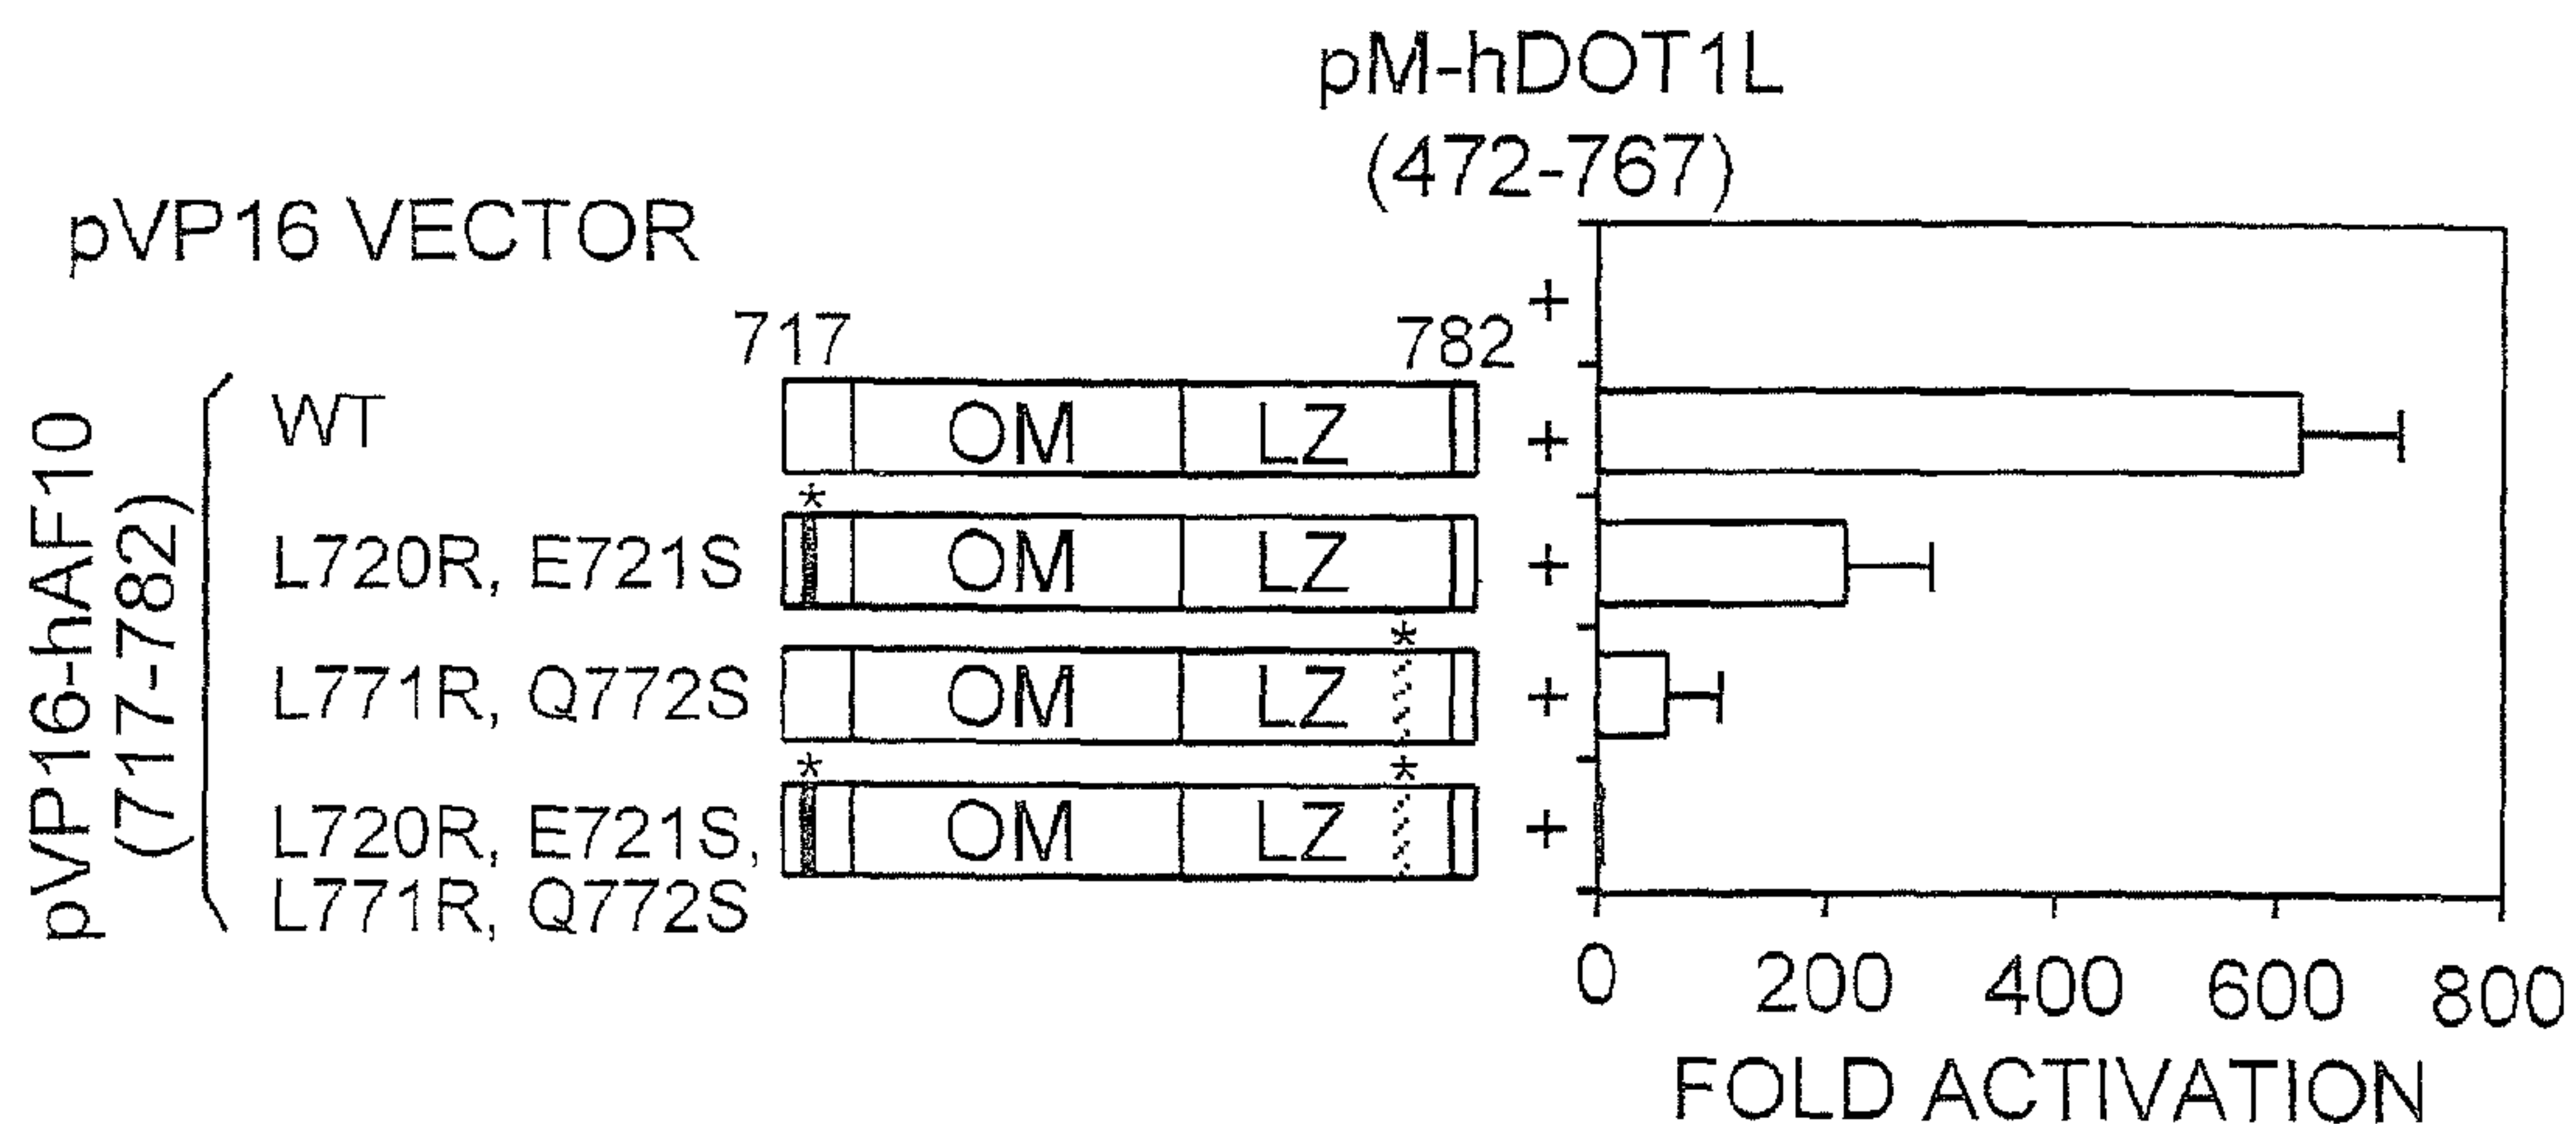 pM-hDOT1L
(472-767)
pVP16 VECTOR
+
717
782
pVP16-hAF10
(717-782)
WT
OM
LZ
+
*
L720R, E721S
OM
LZ
+
*
L771R, Q772S
OM
LZ
+
*
*
L720R, E721S,
L771R, Q772S
OM
LZ
+
0
200
400
600
800
FOLD ACTIVATION